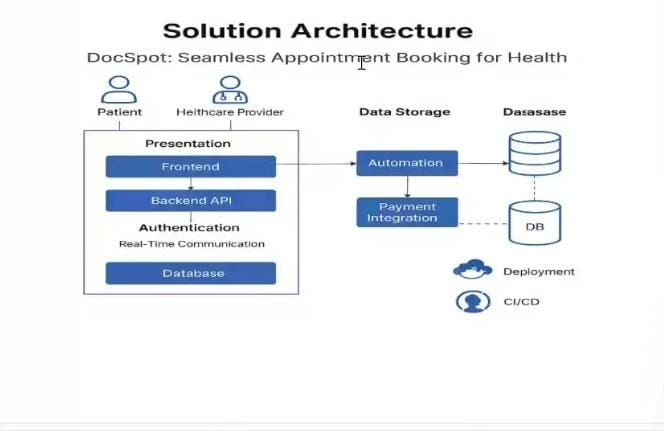 Solution Architecture
DocSpot: Seamless Appointment Booking for Health
Patient
Heithcare Provider
Data Storage
Dasasase
Presentation
Frontend
Automation
Backend API
Payment
Integration
Authentication
DB
Real-Time Communication
Database
Deployment
CI/CD